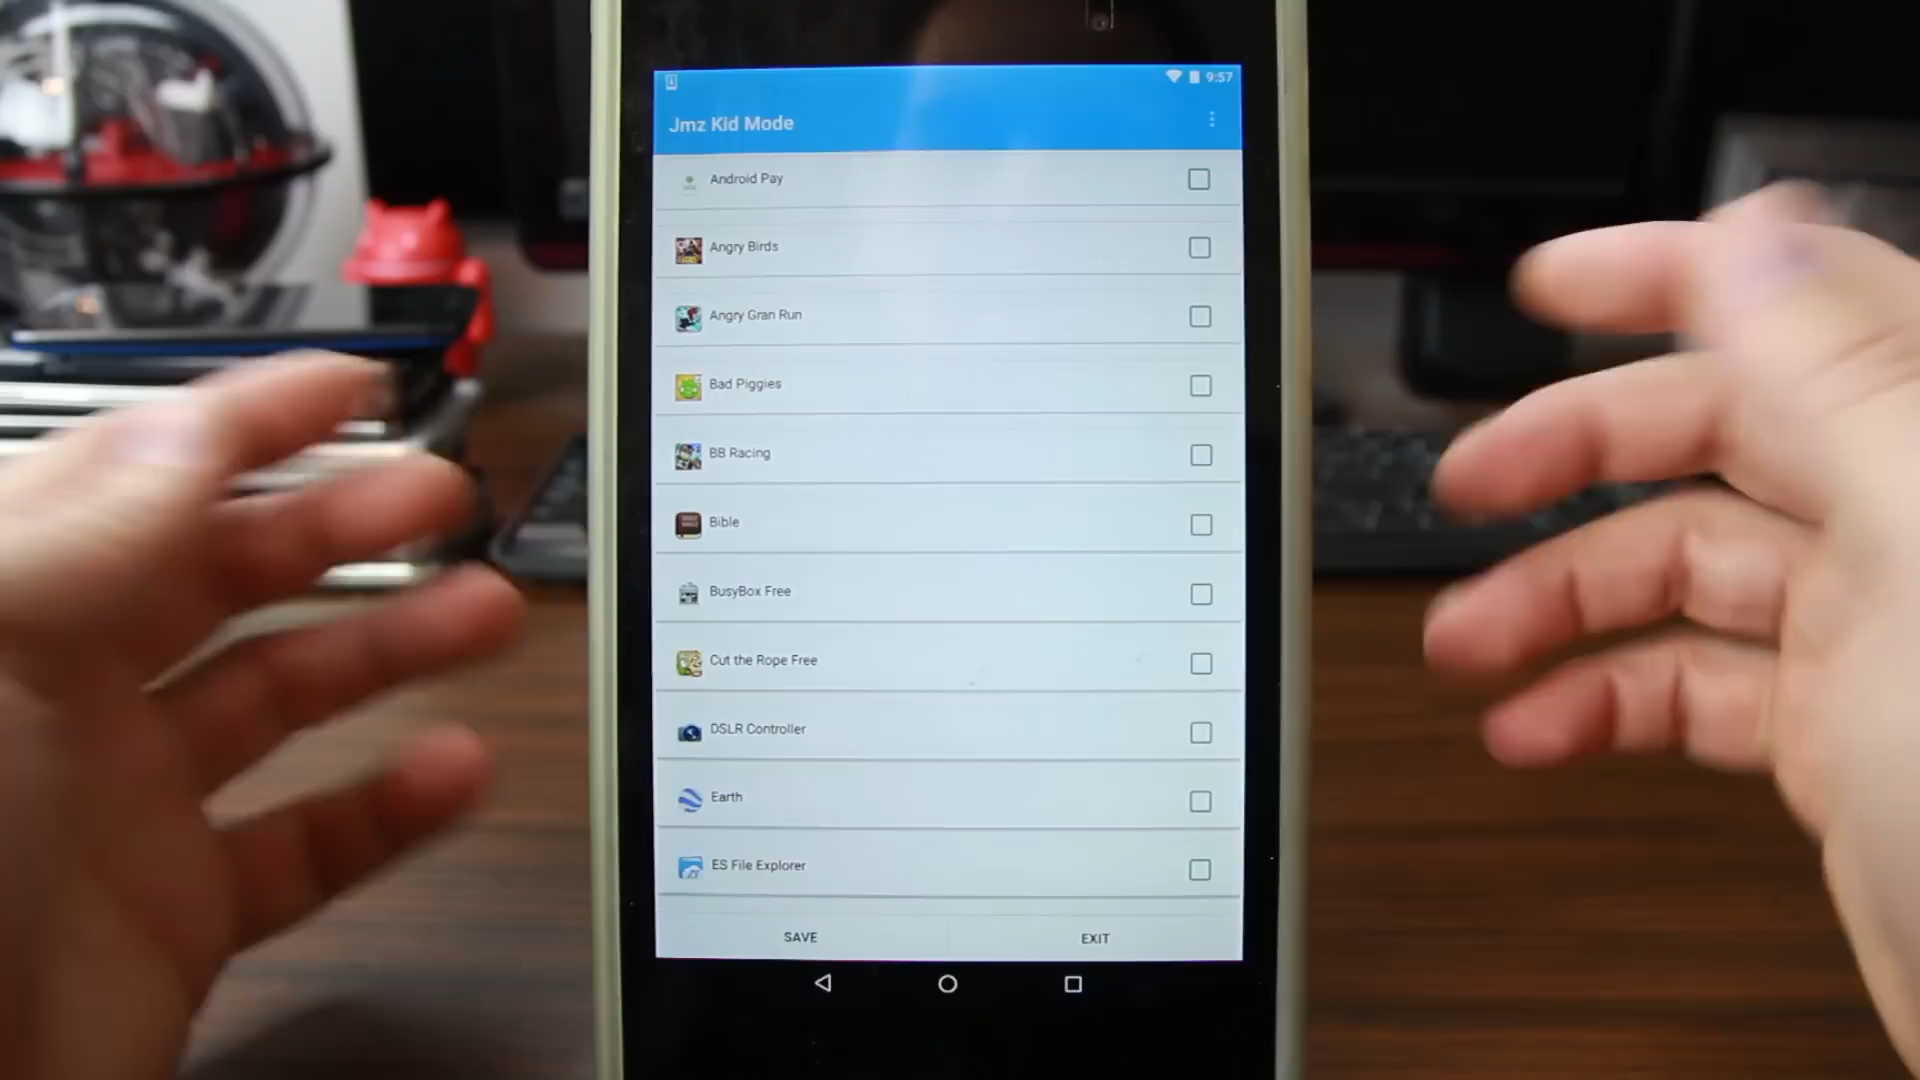 9:57
Jmz Kid Mode
Android Pay
Angry Birds
Angry Gran Run
Bad Piggies
BB Racing
Bible
BusyBox Free
Cut the Rope Free
DSLR Controller
Earth
ES File Explorer
SAVE EXIT